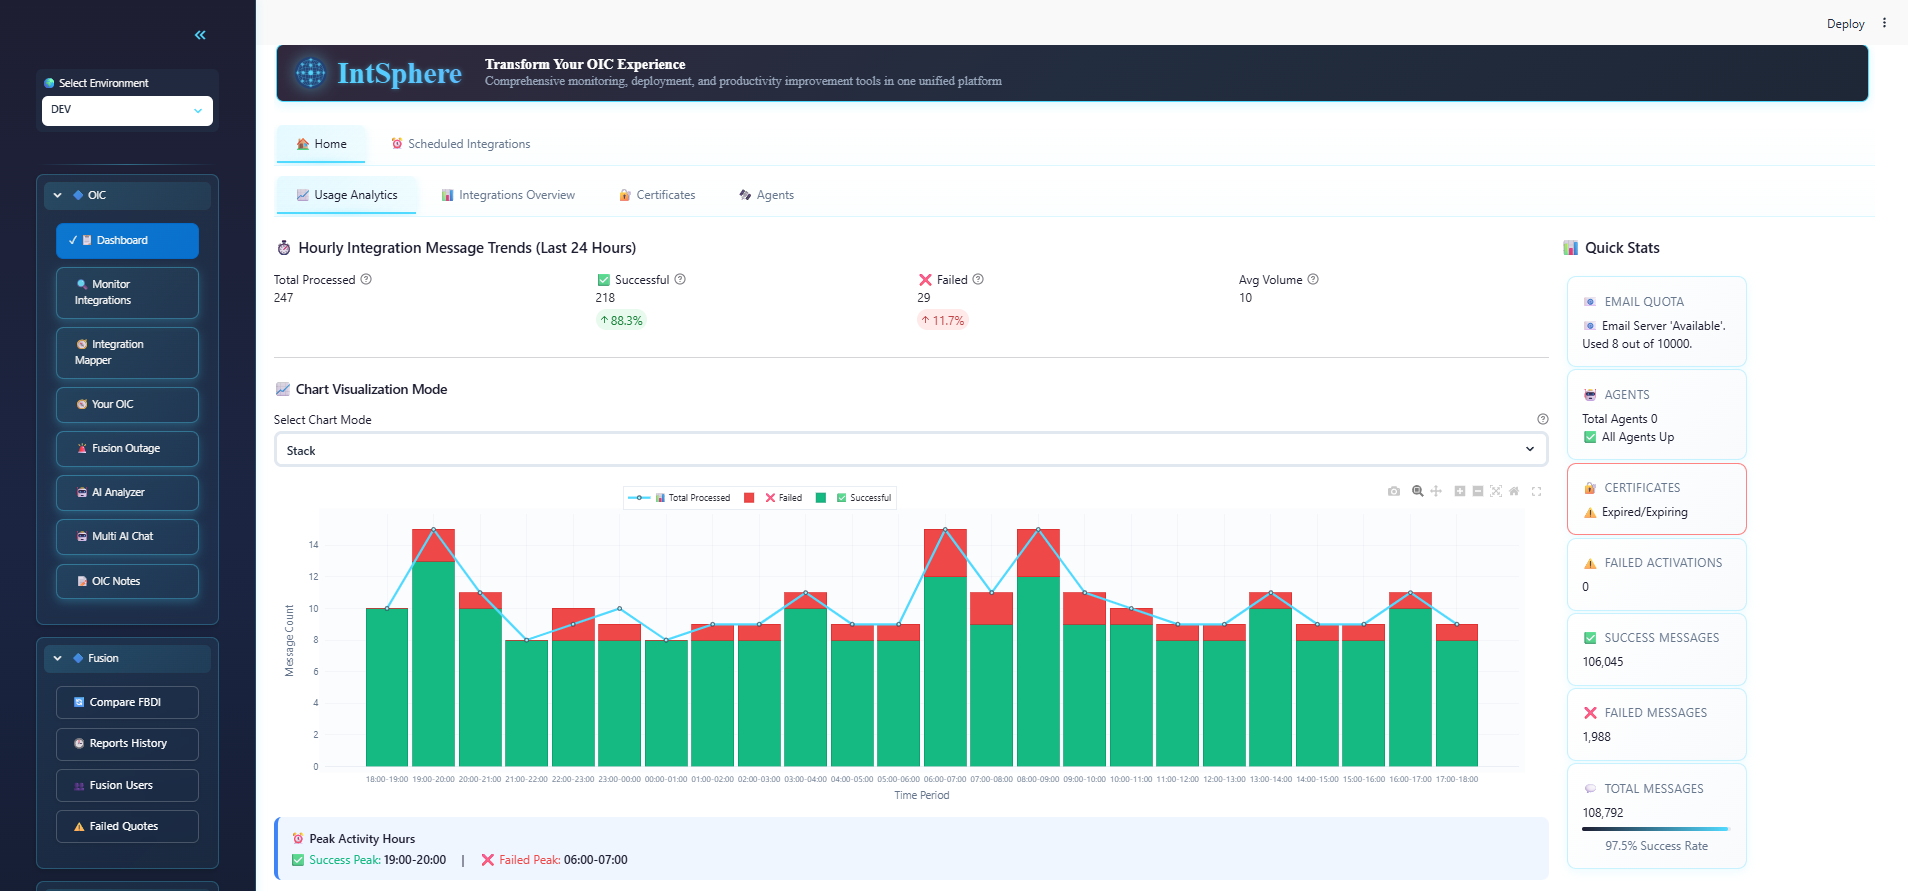 Deploy
Select Environment
DEV
OIC
Dashboard
Monitor
Integrations
Integration
Mapper
Your OIC
Fusion Outage
AI Analyzer
Multi AI Chat
OIC Notes
Fusion
Compare FBDI
Reports History
Fusion Users
Failed Quotes
IntSphere
Transform Your OIC Experience
Comprehensive monitoring, deployment, and productivity improvement tools in one unified platform
Home
Scheduled Integrations
Usage Analytics
Integrations Overview
Certificates
Agents
Hourly Integration Message Trends (Last 24 Hours)
Total Processed
247
Successful
218
↑ 88.3%
Failed
29
↑ 11.7%
Avg Volume
10
Chart Visualization Mode
Select Chart Mode
Stack
Total Processed
Failed
Successful
Message Count
14
12
10
8
6
4
2
0
18:00-19:00 19:00-20:00 20:00-21:00 21:00-22:00 22:00-23:00 23:00-00:00 00:00-01:00 01:00-02:00 02:00-03:00 03:00-04:00 04:00-05:00 05:00-06:00 06:00-07:00 07:00-08:00 08:00-09:00 09:00-10:00 10:00-11:00 11:00-12:00 12:00-13:00 13:00-14:00 14:00-15:00 15:00-16:00 16:00-17:00 17:00-18:00
Time Period
Peak Activity Hours
Success Peak: 19:00-20:00 | Failed Peak: 06:00-07:00
Quick Stats
EMAIL QUOTA
Email Server 'Available'.
Used 8 out of 10000.
AGENTS
Total Agents 0
All Agents Up
CERTIFICATES
Expired/Expiring
FAILED ACTIVATIONS
0
SUCCESS MESSAGES
106,045
FAILED MESSAGES
1,988
TOTAL MESSAGES
108,792
97.5% Success Rate